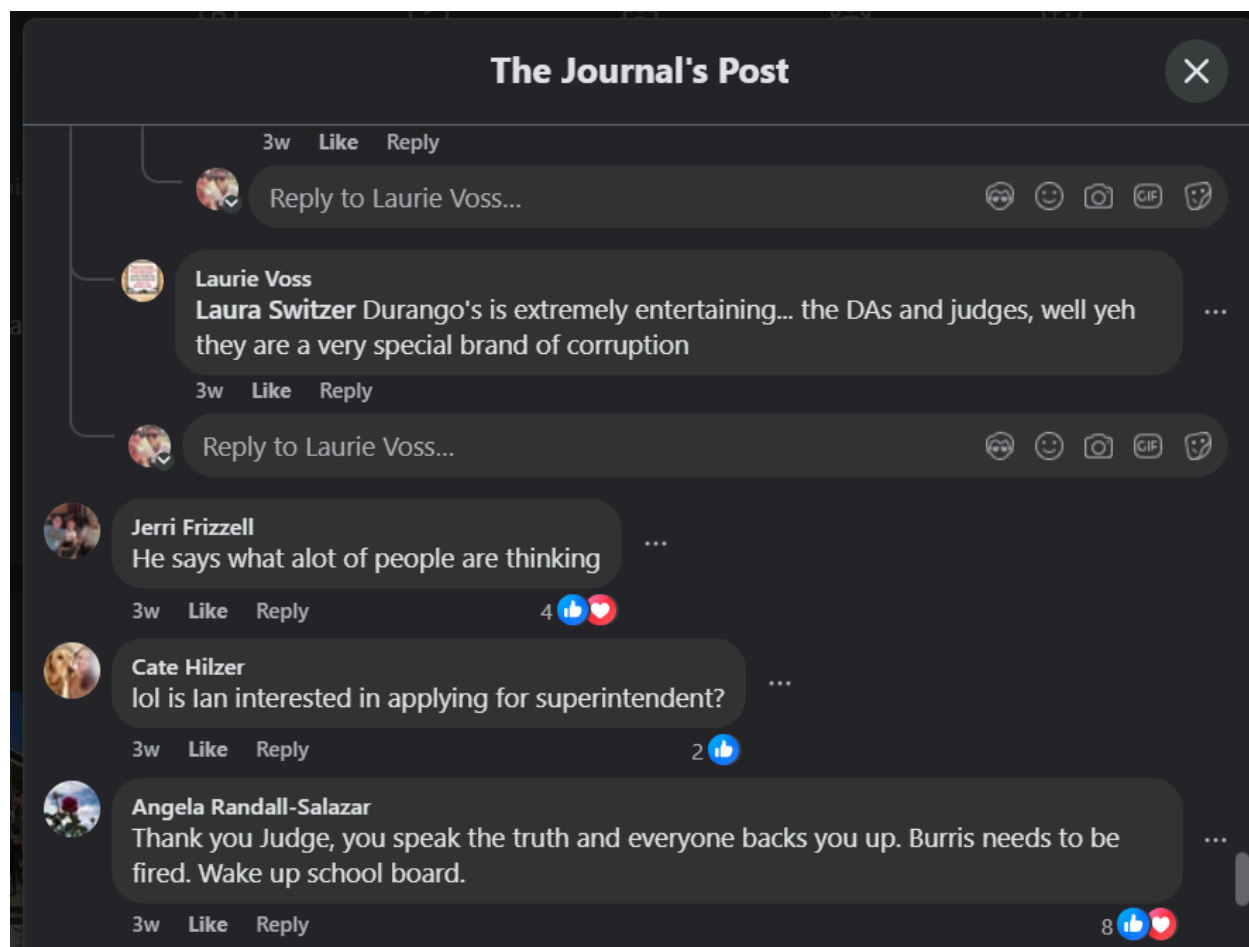 The Journal's Post
3w Like Reply
Reply to Laurie Voss...
GIF
Laurie Voss
Laura Switzer Durango's is extremely entertaining... the DAs and judges, well yeh
they are a very special brand of corruption
3w Like Reply
Reply to Laurie Voss...
GIF
Jerri Frizzell
He says what alot of people are thinking
3w Like Reply 4
Cate Hilzer
lol is Ian interested in applying for superintendent?
3w Like Reply 2
Angela Randall-Salazar
Thank you Judge, you speak the truth and everyone backs you up. Burris needs to be
fired. Wake up school board.
3w Like Reply 8